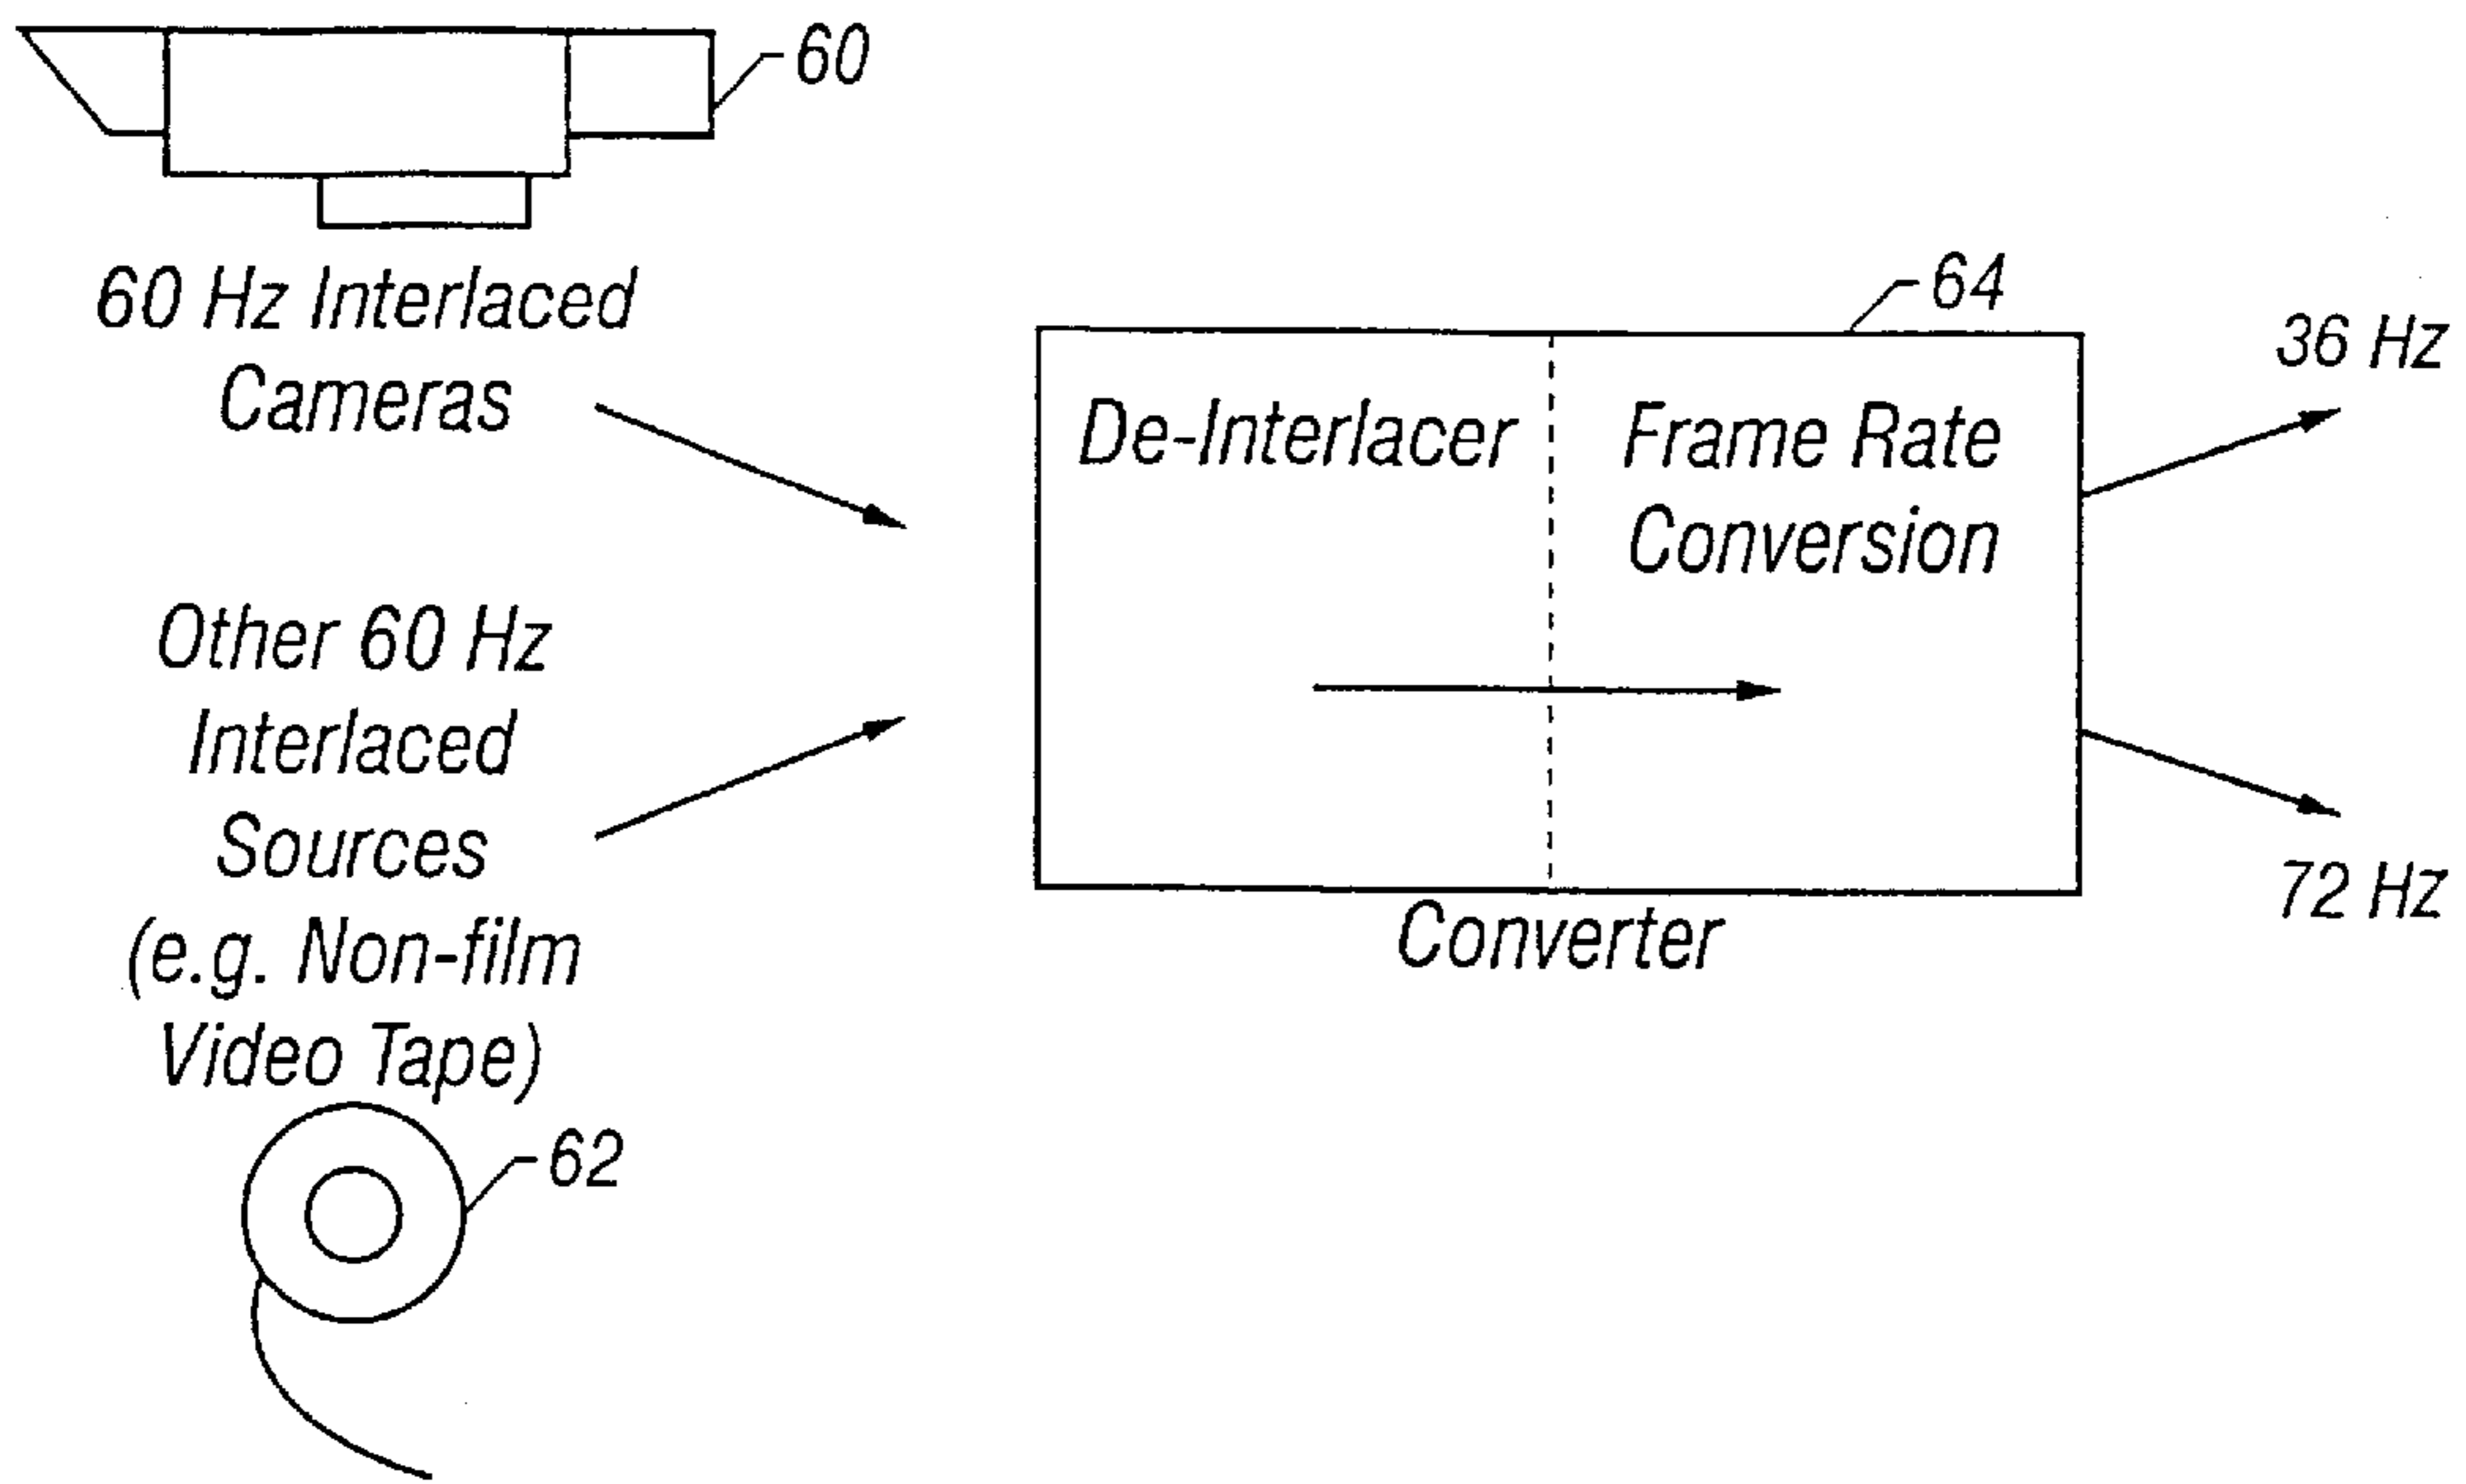 60
60 Hz Interlaced
Cameras
Other 60 Hz
Interlaced
Sources
(e.g. Non-film
Video Tape)
62
64
De-Interlacer
Frame Rate
Conversion
Converter
36 Hz
72 Hz